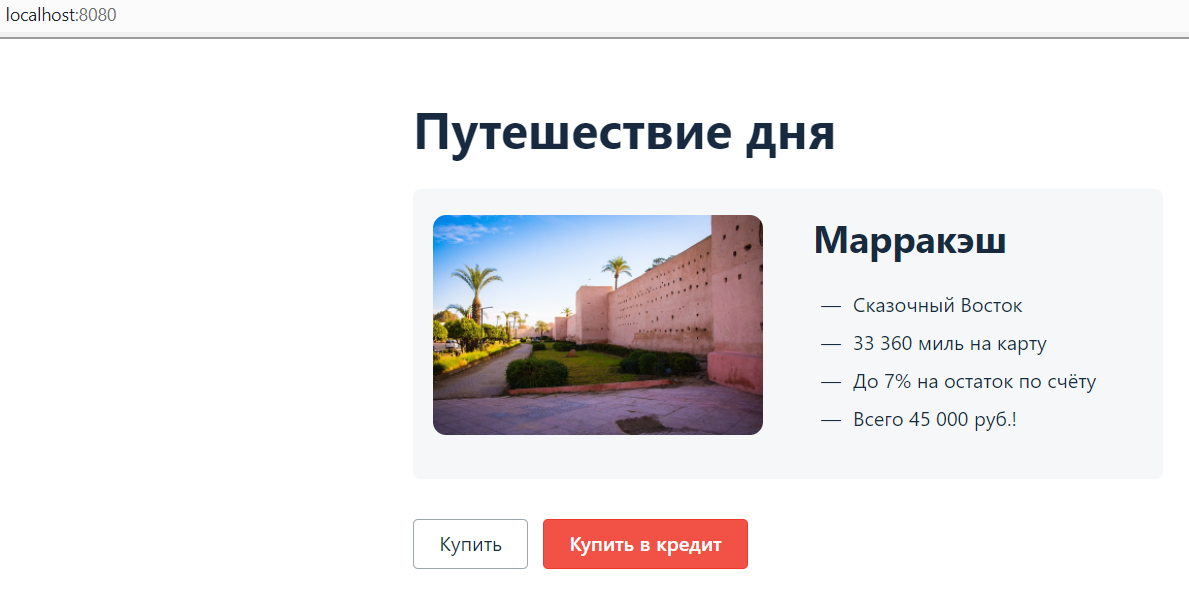 localhost:8080
Путешествие дня
Марракэш
— Сказочный Восток
— 33 360 миль на карту
— До 7% на остаток по счёту
— Всего 45 000 руб.!
Купить
Купить в кредит